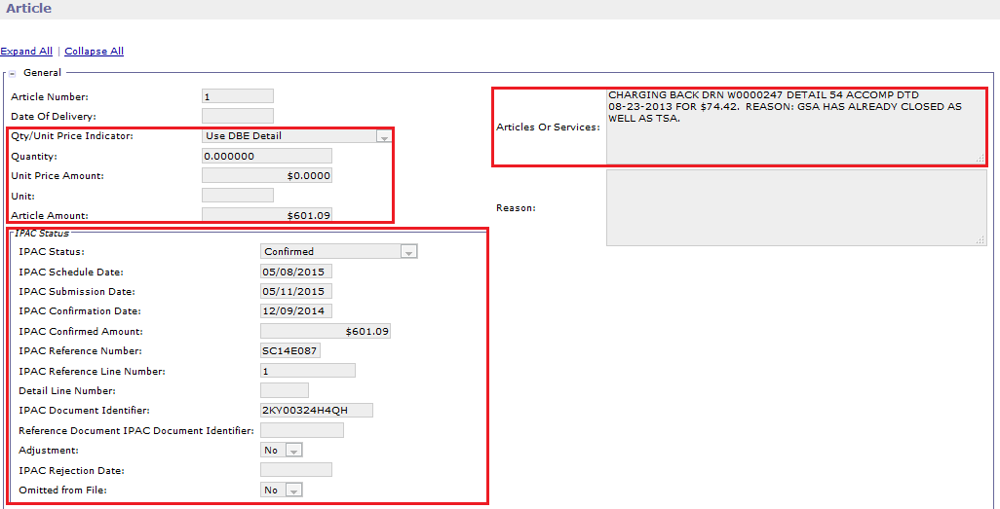 Article
Expand All | Collapse All
General
Article Number: 1
Date Of Delivery:
Qty/Unit Price Indicator: Use DBE Detail
Quantity: 0.000000
Unit Price Amount: $0.0000
Unit:
Article Amount: $601.09
Articles Or Services:
CHARGING BACK DRN W0000247 DETAIL 54 ACCOMP DTD
08-23-2013 FOR $74.42.  REASON: GSA HAS ALREADY CLOSED AS
WELL AS TSA.
Reason:
IPAC Status
IPAC Status: Confirmed
IPAC Schedule Date: 05/08/2015
IPAC Submission Date: 05/11/2015
IPAC Confirmation Date: 12/09/2014
IPAC Confirmed Amount: $601.09
IPAC Reference Number: SC14E087
IPAC Reference Line Number: 1
Detail Line Number:
IPAC Document Identifier: 2KY00324H4QH
Reference Document IPAC Document Identifier:
Adjustment: No
IPAC Rejection Date:
Omitted from File: No